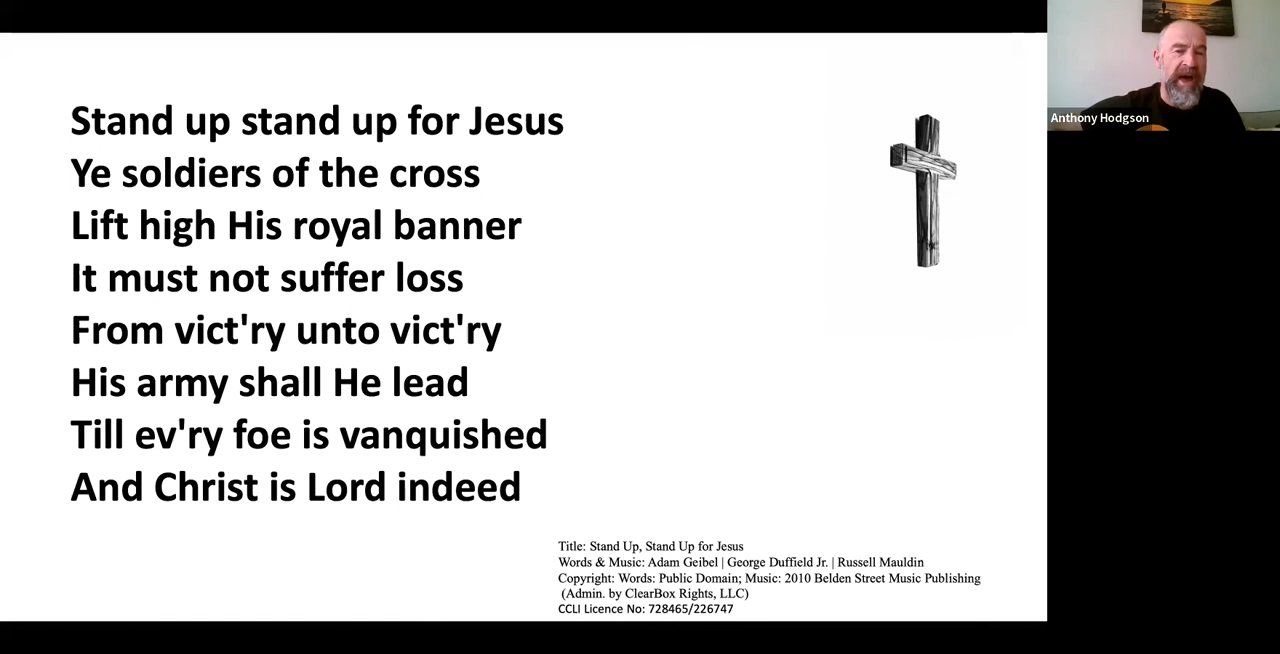 Stand up stand up for Jesus
Ye soldiers of the cross
Lift high His royal banner
It must not suffer loss
From vict'ry unto vict'ry
His army shall He lead
Till ev'ry foe is vanquished
And Christ is Lord indeed
Title: Stand Up, Stand Up for Jesus
Words & Music: Adam Geibel | George Duffield Jr. | Russell Mauldin
Copyright: Words: Public Domain; Music: 2010 Belden Street Music Publishing
(Admin. by ClearBox Rights, LLC)
CCLI Licence No: 728465/226747
Anthony Hodgson